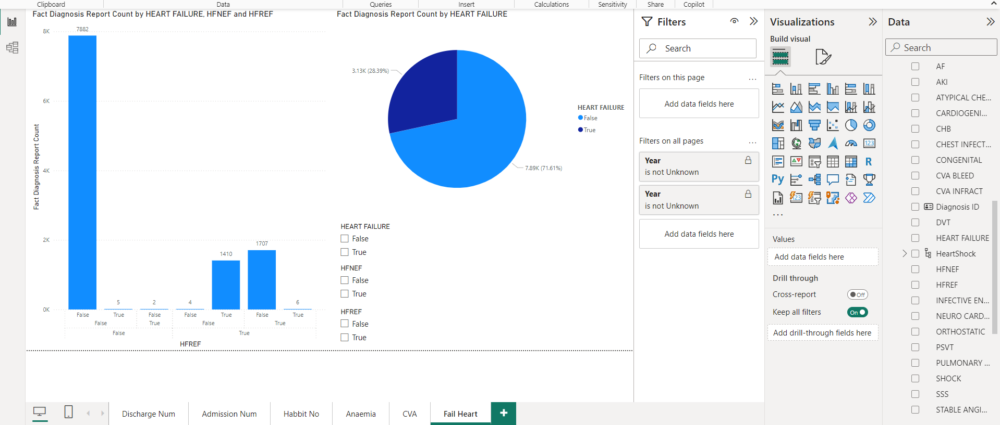 Clipboard
Data
Queries
Insert
Calculations
Sensitivity
Share
Copilot
Fact Diagnosis Report Count by HEART FAILURE, HFNEF and HFREF
8K
6K
4K
2K
0K
Fact Diagnosis Report Count
7882
5
2
4
1410
1707
6
False
True
False
False
True
False
True
False
True
False
True
False
True
HFREF
Fact Diagnosis Report Count by HEART FAILURE
3.13K (28.39%)
7.89K (71.61%)
HEART FAILURE
False
True
HEART FAILURE
False
True
HFNEF
False
True
HFREF
False
True
Filters
Search
Filters on this page
...
Add data fields here
Filters on all pages
...
Year
is not Unknown
Year
is not Unknown
Add data fields here
Visualizations
Build visual
123
R
Py
123
...
Values
Add data fields here
Drill through
Cross-report
Off
Keep all filters
On
Add drill-through fields here
Data
Search
AF
AKI
ATYPICAL CHE...
CARDIOGENI...
CHB
CHEST INFECT...
CONGENITAL
CVA BLEED
CVA INFRACT
Diagnosis ID
DVT
HEART FAILURE
HeartShock
HFNEF
HFREF
INFECTIVE EN...
NEURO CARD...
ORTHOSTATIC
PSVT
PULMONARY ...
SHOCK
SSS
STABLE ANGI...
Discharge Num
Admission Num
Habbit No
Anaemia
CVA
Fail Heart
+